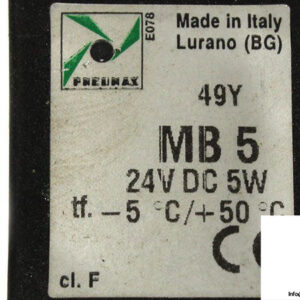 PNEUMAX
E078
Made in Italy
Lurano (BG)
49Y
MB 5
24V DC 5W
tf. -5 °C/+50 °C
CE
cl. F